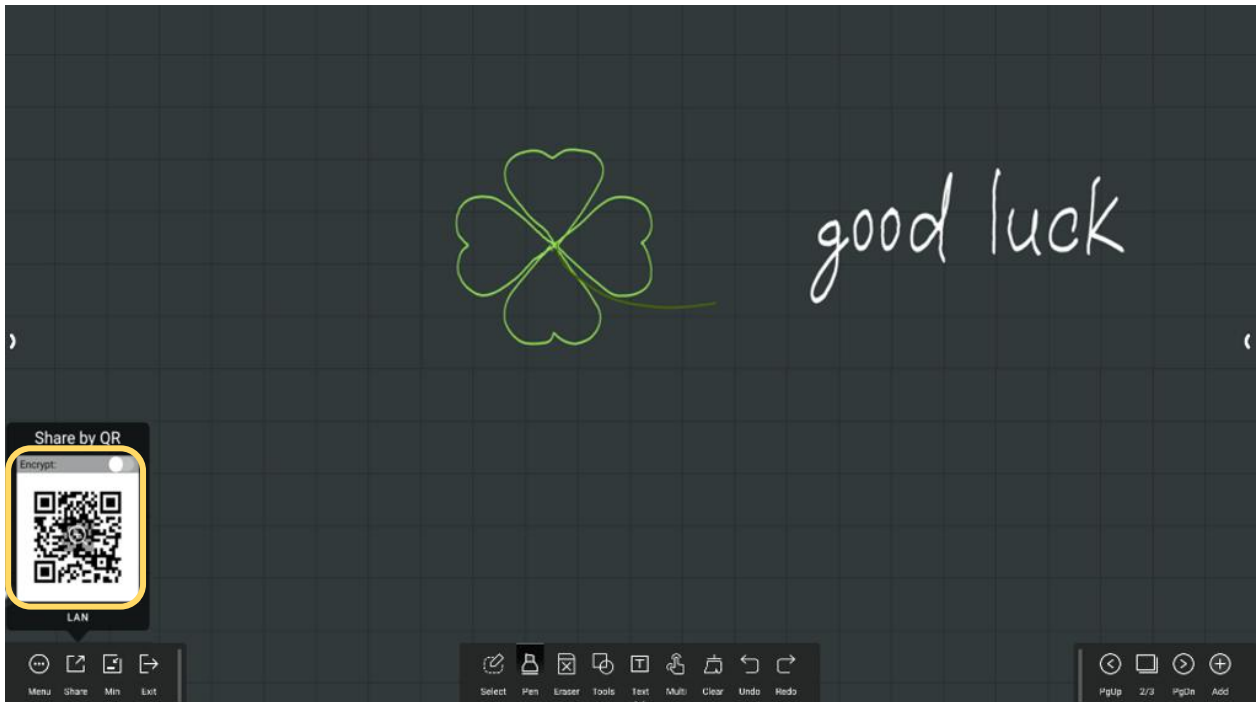 good luck
Share by QR
Encrypt:
LAN
Menu Share Min Exit
Select Pen Eraser Tools Text Multi Clear Undo Redo
PgUp 2/3 PgDn Add